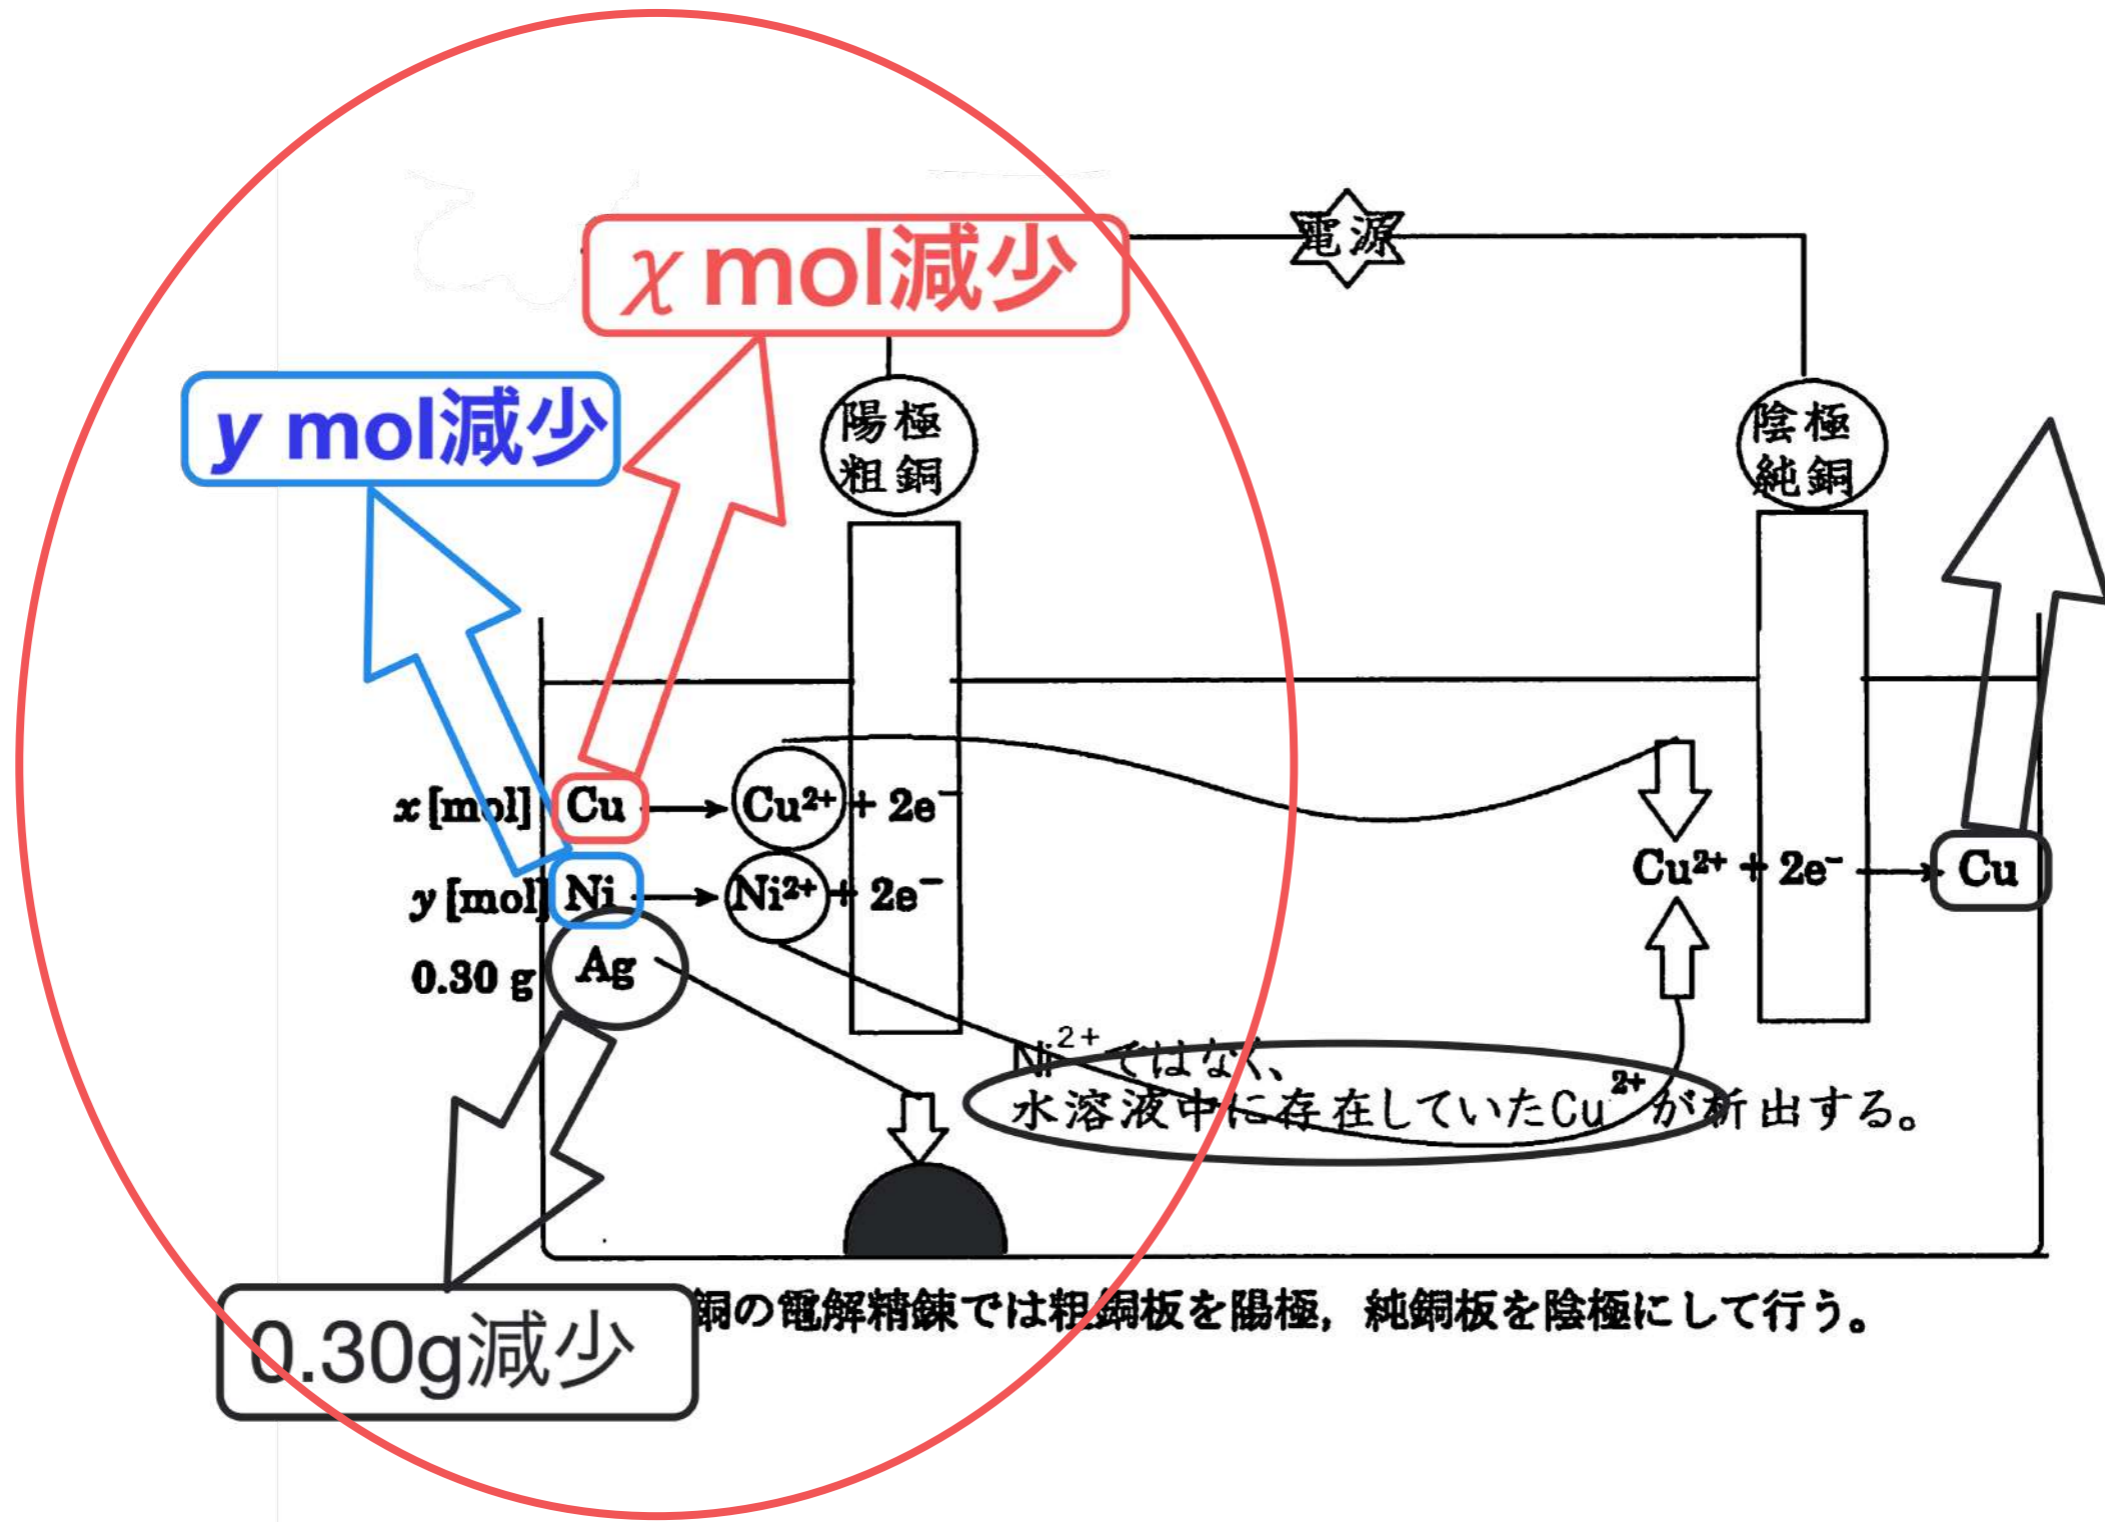 電源
χ mol減少
y mol減少
陽極
粗銅
陰極
純銅
x [mol] Cu → Cu²⁺ + 2e⁻
y [mol] Ni → Ni²⁺ + 2e⁻
0.30 g Ag
Cu²⁺ + 2e⁻ → Cu
Ni²⁺ではなく、
水溶液中に存在していたCu²⁺が析出する。
銅の電解精錬では粗銅板を陽極，純銅板を陰極にして行う。
0.30g減少